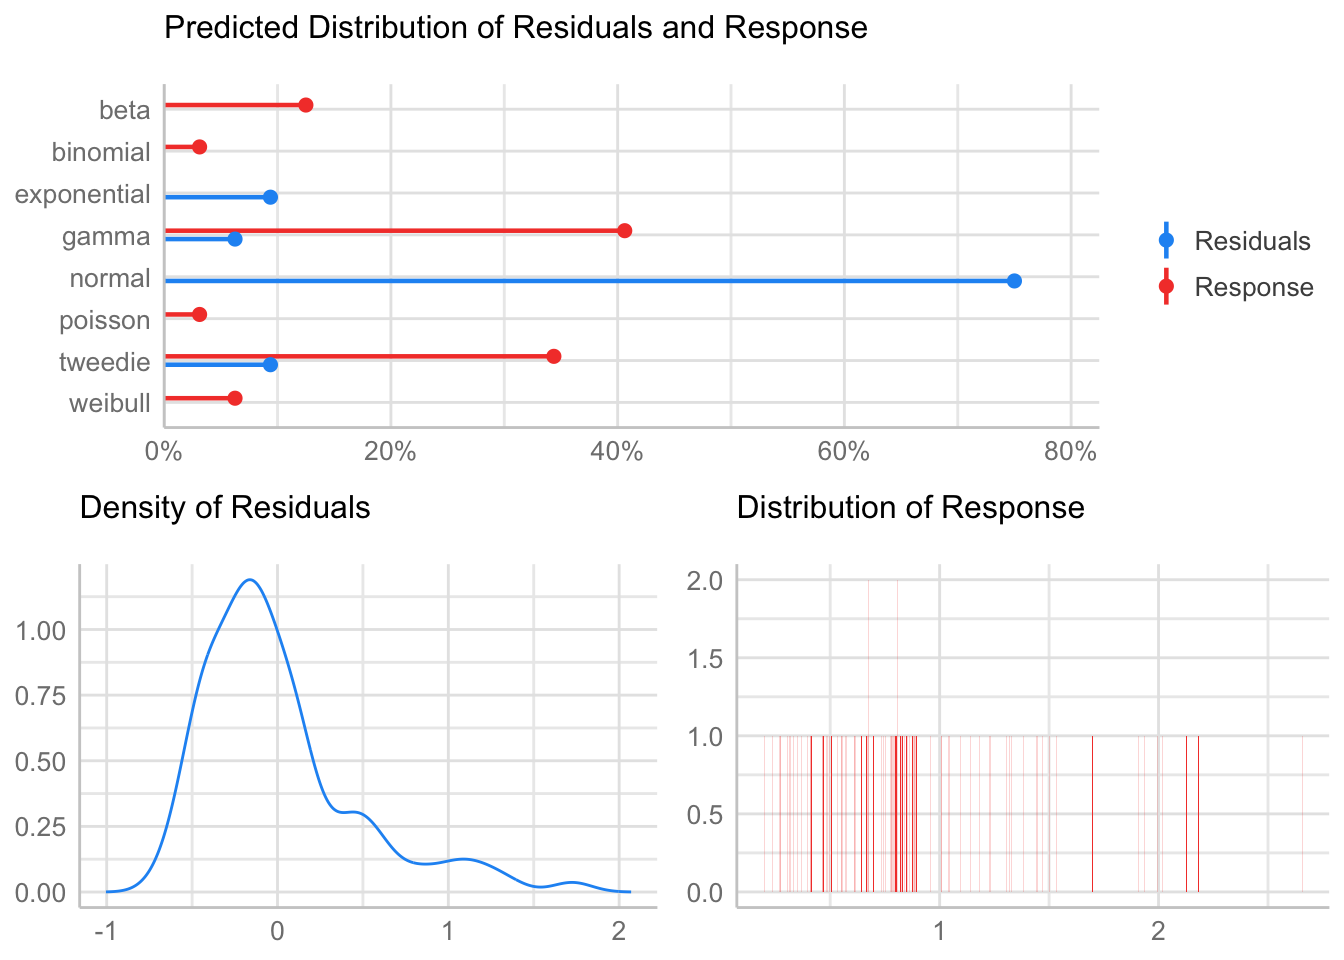 Predicted Distribution of Residuals and Response
beta
binomial
exponential
gamma
normal
poisson
tweedie
weibull
0% 20% 40% 60% 80%
Residuals
Response
Density of Residuals
1.00
0.75
0.50
0.25
0.00
-1 0 1 2
Distribution of Response
2.0
1.5
1.0
0.5
0.0
1 2